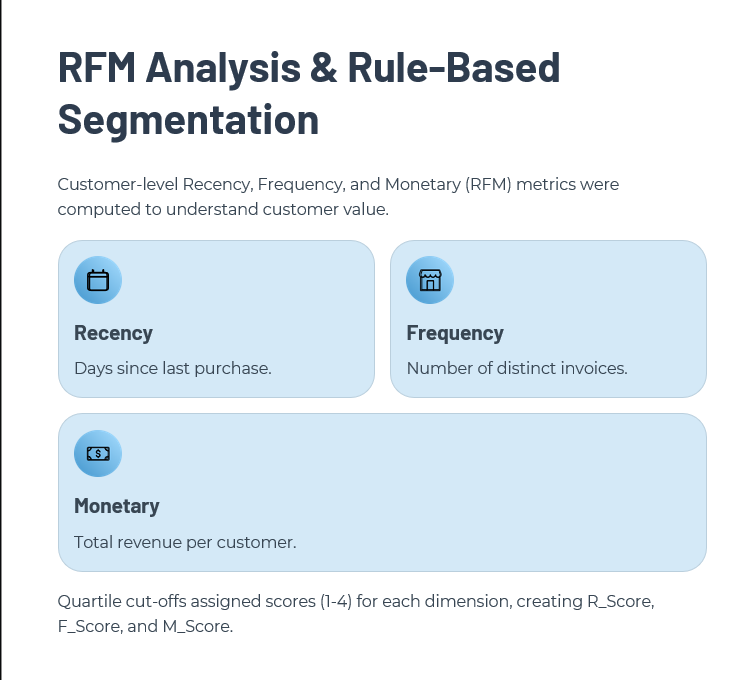 RFM Analysis & Rule-Based
Segmentation
Customer-level Recency, Frequency, and Monetary (RFM) metrics were
computed to understand customer value.
Recency
Days since last purchase.
Frequency
Number of distinct invoices.
Monetary
Total revenue per customer.
Quartile cut-offs assigned scores (1-4) for each dimension, creating R_Score,
F_Score, and M_Score.